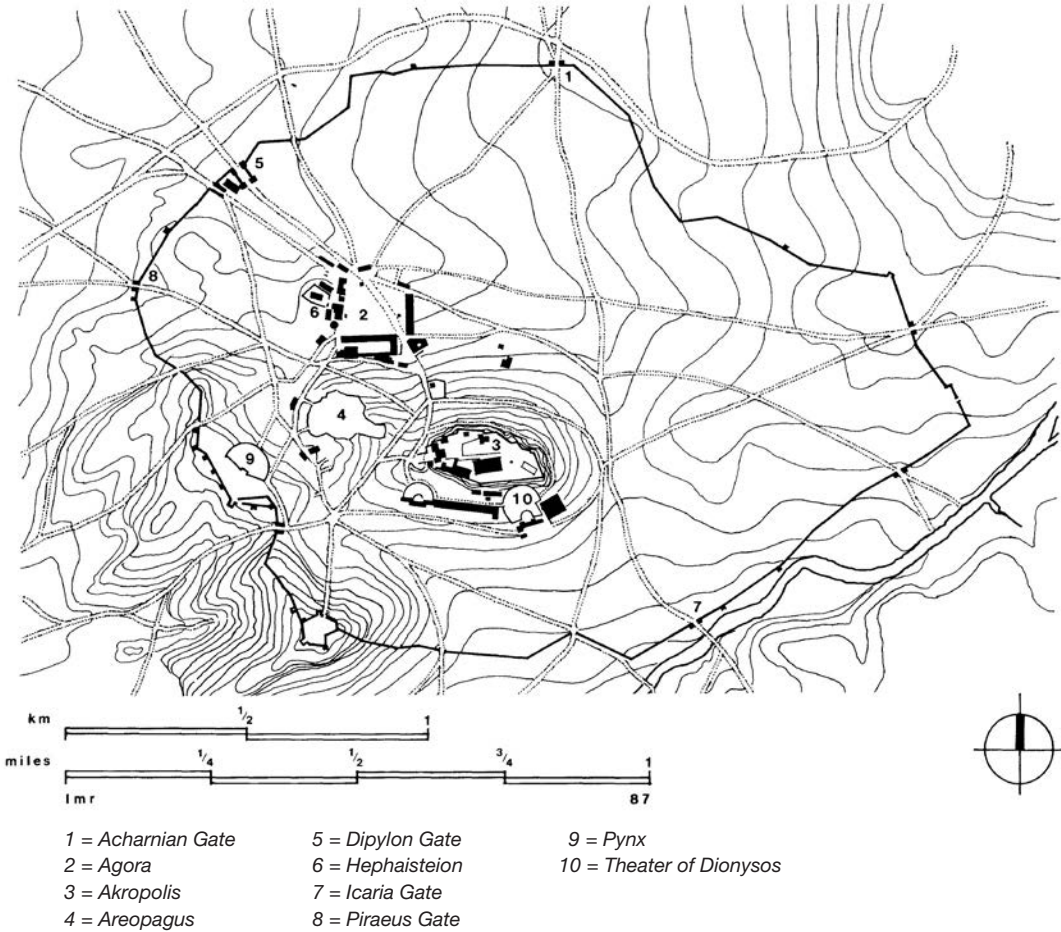 1
5
8
6
2
4
9
3
10
7
km 1/2 1
miles 1/4 1/2 3/4 1
lmr 87
1 = Acharnian Gate 5 = Dipylon Gate 9 = Pynx
2 = Agora 6 = Hephaisteion 10 = Theater of Dionysos
3 = Akropolis 7 = Icaria Gate
4 = Areopagus 8 = Piraeus Gate